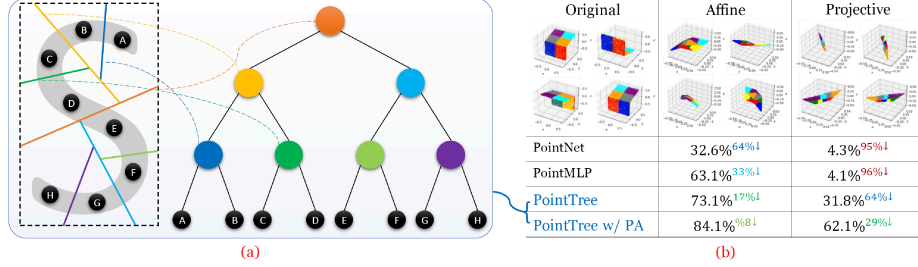 B
A
C
D
E
F
G
H
A B C D E F G H
(a)
Original Affine Projective
PointNet 32.6%64%↓ 4.3%95%↓
PointMLP 63.1%33%↓ 4.1%96%↓
PointTree 73.1%17%↓ 31.8%64%↓
PointTree w/ PA 84.1%%8↓ 62.1%29%↓
(b)